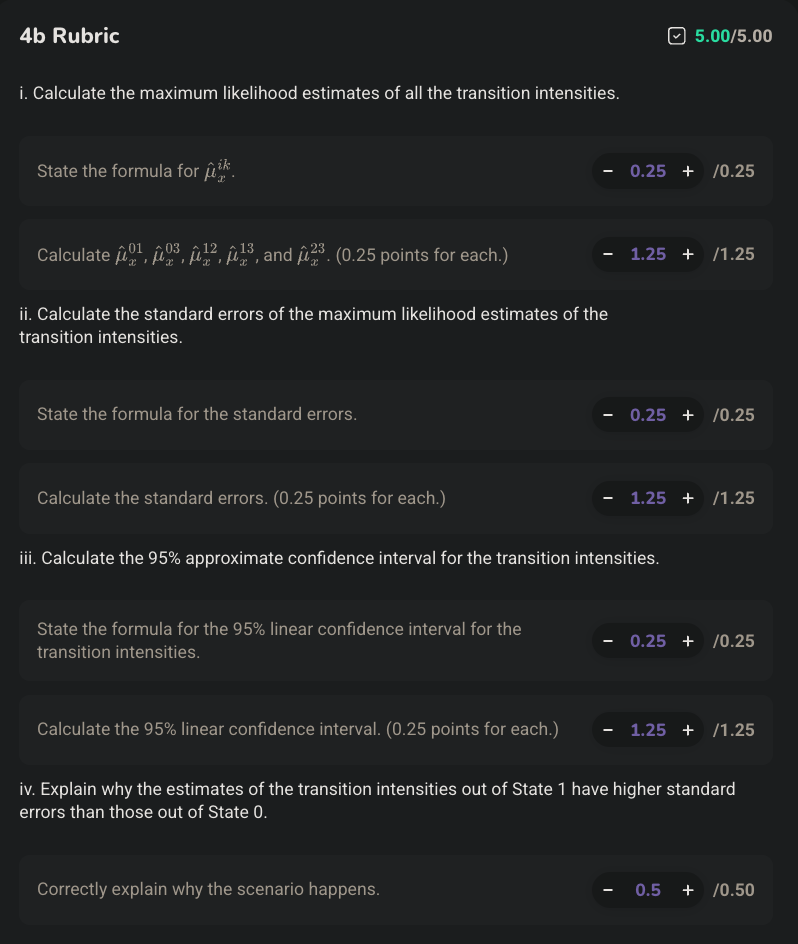 4b Rubric 5.00/5.00
i. Calculate the maximum likelihood estimates of all the transition intensities.
State the formula for $\hat{\mu}_x^{ik}$. − 0.25 + /0.25
Calculate $\hat{\mu}_x^{01}$, $\hat{\mu}_x^{03}$, $\hat{\mu}_x^{12}$, $\hat{\mu}_x^{13}$, and $\hat{\mu}_x^{23}$. (0.25 points for each.) − 1.25 + /1.25
ii. Calculate the standard errors of the maximum likelihood estimates of the
transition intensities.
State the formula for the standard errors. − 0.25 + /0.25
Calculate the standard errors. (0.25 points for each.) − 1.25 + /1.25
iii. Calculate the 95% approximate confidence interval for the transition intensities.
State the formula for the 95% linear confidence interval for the
transition intensities. − 0.25 + /0.25
Calculate the 95% linear confidence interval. (0.25 points for each.) − 1.25 + /1.25
iv. Explain why the estimates of the transition intensities out of State 1 have higher standard
errors than those out of State 0.
Correctly explain why the scenario happens. − 0.5 + /0.50